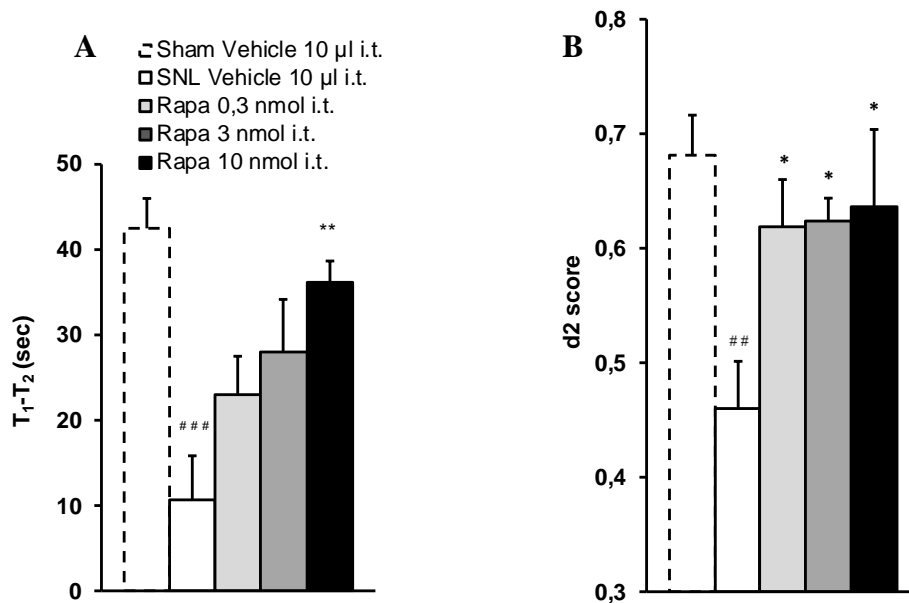 A
Sham Vehicle 10 µl i.t.
SNL Vehicle 10 µl i.t.
Rapa 0,3 nmol i.t.
Rapa 3 nmol i.t.
Rapa 10 nmol i.t.
50
40
30
20
10
0
T1-T2 (sec)
###
**
B
0,8
0,7
0,6
0,5
0,4
0,3
d2 score
##
*
*
*